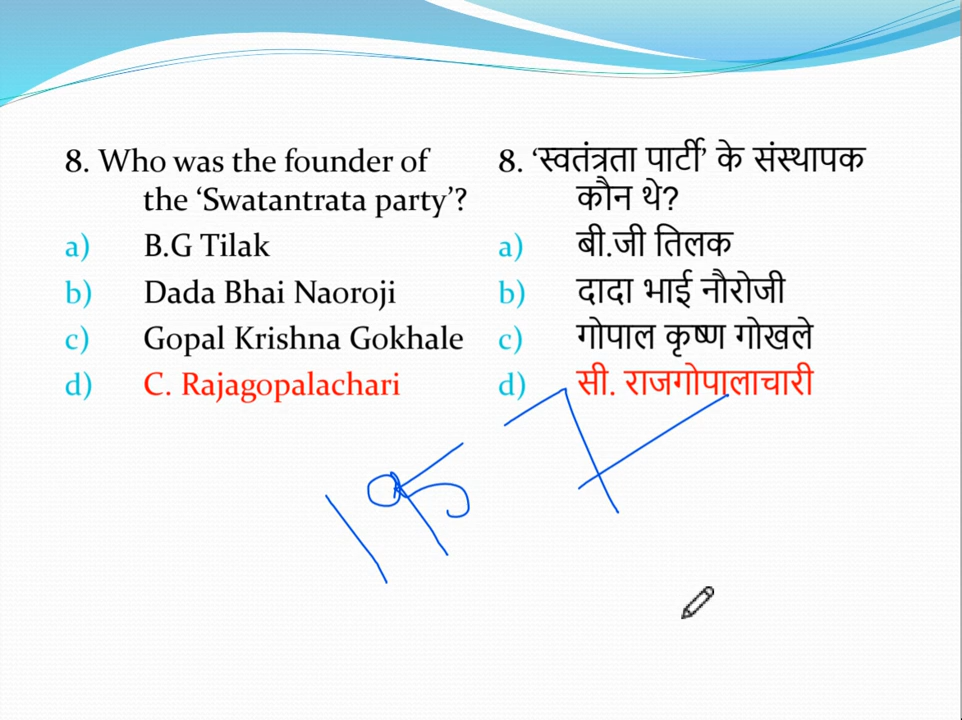 8. Who was the founder of
the ‘Swatantrata party’?
a) B.G Tilak
b) Dada Bhai Naoroji
c) Gopal Krishna Gokhale
d) C. Rajagopalachari
8. ‘स्वतंत्रता पार्टी’ के संस्थापक
कौन थे?
a) बी.जी तिलक
b) दादा भाई नौरोजी
c) गोपाल कृष्ण गोखले
d) सी. राजगोपालाचारी
1957